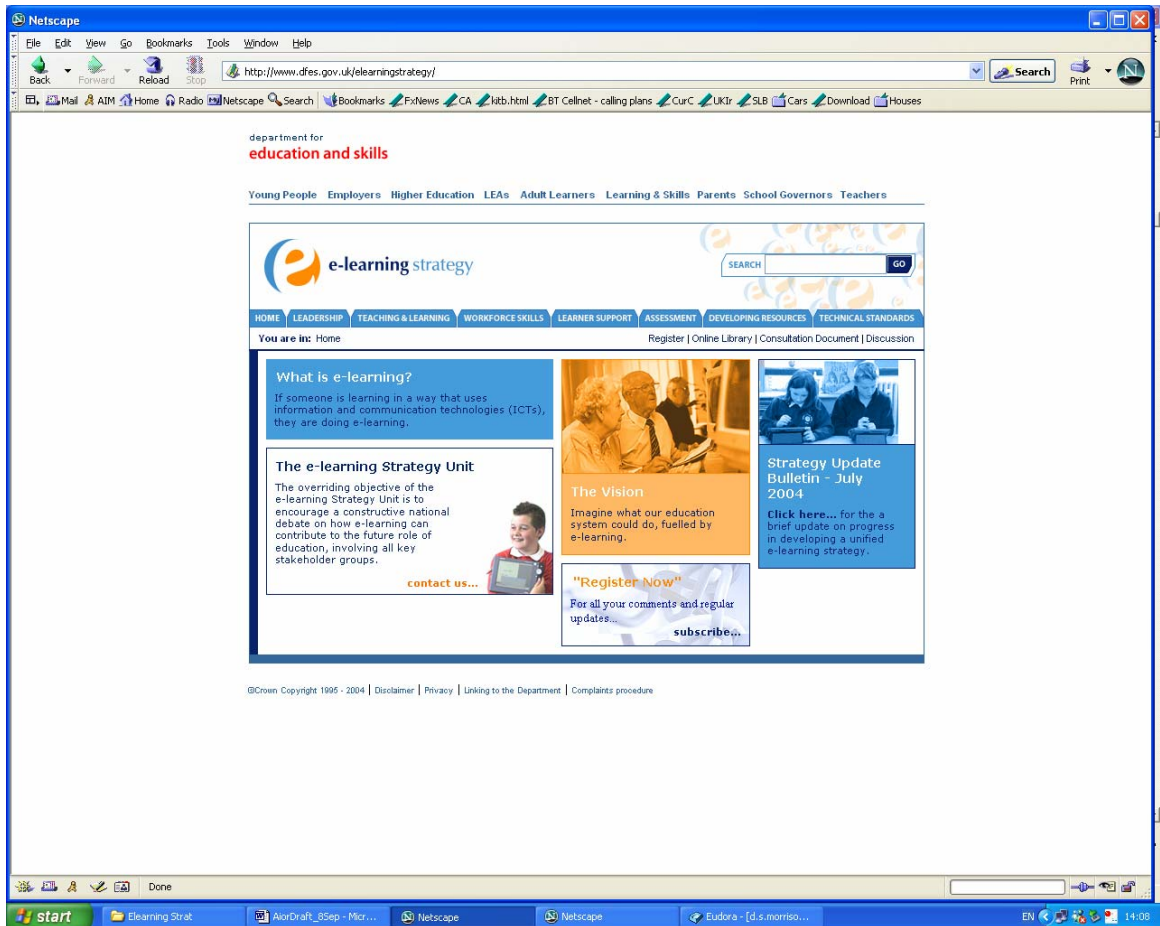 Netscape
File Edit View Go Bookmarks Tools Window Help
Back Forward Reload Stop http://www.dfes.gov.uk/elearningstrategy/ Search Print
Mail AIM Home Radio Netscape Search Bookmarks FxNews CA kitb.html BT Cellnet - calling plans CurC UKIr SLB Cars Download Houses
department for
education and skills
Young People Employers Higher Education LEAs Adult Learners Learning & Skills Parents School Governors Teachers
e-learning strategy
SEARCH GO
HOME LEADERSHIP TEACHING & LEARNING WORKFORCE SKILLS LEARNER SUPPORT ASSESSMENT DEVELOPING RESOURCES TECHNICAL STANDARDS
You are in: Home Register | Online Library | Consultation Document | Discussion
What is e-learning?
If someone is learning in a way that uses
information and communication technologies (ICTs),
they are doing e-learning.
The e-learning Strategy Unit
The overriding objective of the
e-learning Strategy Unit is to
encourage a constructive national
debate on how e-learning can
contribute to the future role of
education, involving all key
stakeholder groups.
contact us...
The Vision
Imagine what our education
system could do, fuelled by
e-learning.
"Register Now"
For all your comments and regular
updates...
subscribe...
Strategy Update
Bulletin - July
2004
Click here... for the a
brief update on progress
in developing a unified
e-learning strategy.
©Crown Copyright 1995 - 2004 | Disclaimer | Privacy | Linking to the Department | Complaints procedure
Done
start Elearning Strat AiorDraft_8Sep - Micr... Netscape Netscape Eudora - [d.s.morriso... EN 14:08